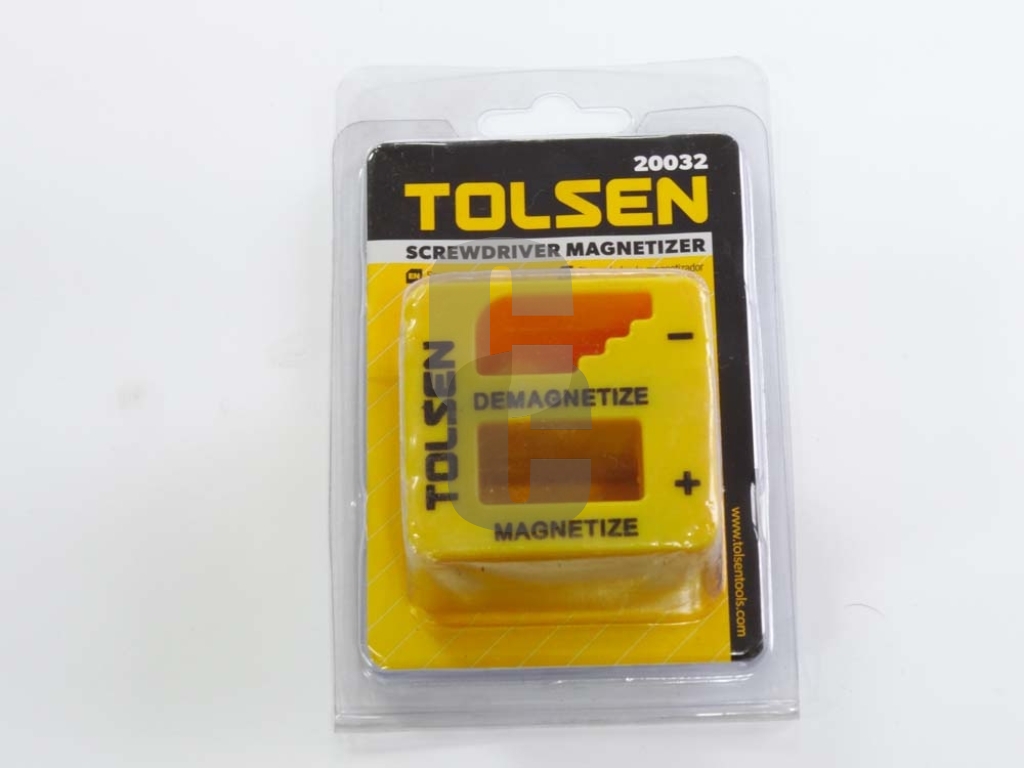 20032
TOLSEN
SCREWDRIVER MAGNETIZER
EN
TOLSEN
−
DEMAGNETIZE
+
MAGNETIZE
www.tolsentools.com